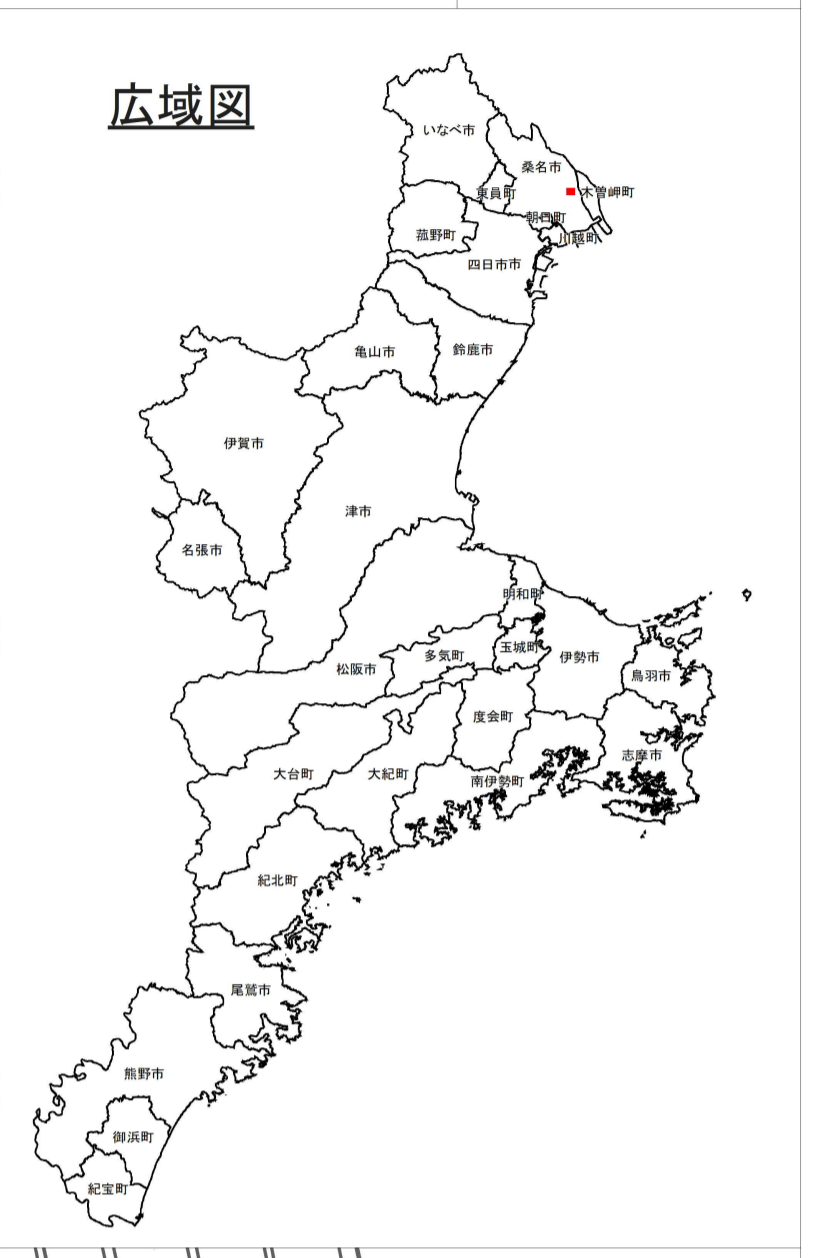 広域図
いなべ市
桑名市
東員町
木曽岬町
朝日町
川越町
菰野町
四日市市
亀山市
鈴鹿市
伊賀市
津市
名張市
明和町
玉城町
多気町
伊勢市
松阪市
鳥羽市
度会町
志摩市
大台町
大紀町
南伊勢町
紀北町
尾鷲市
熊野市
御浜町
紀宝町